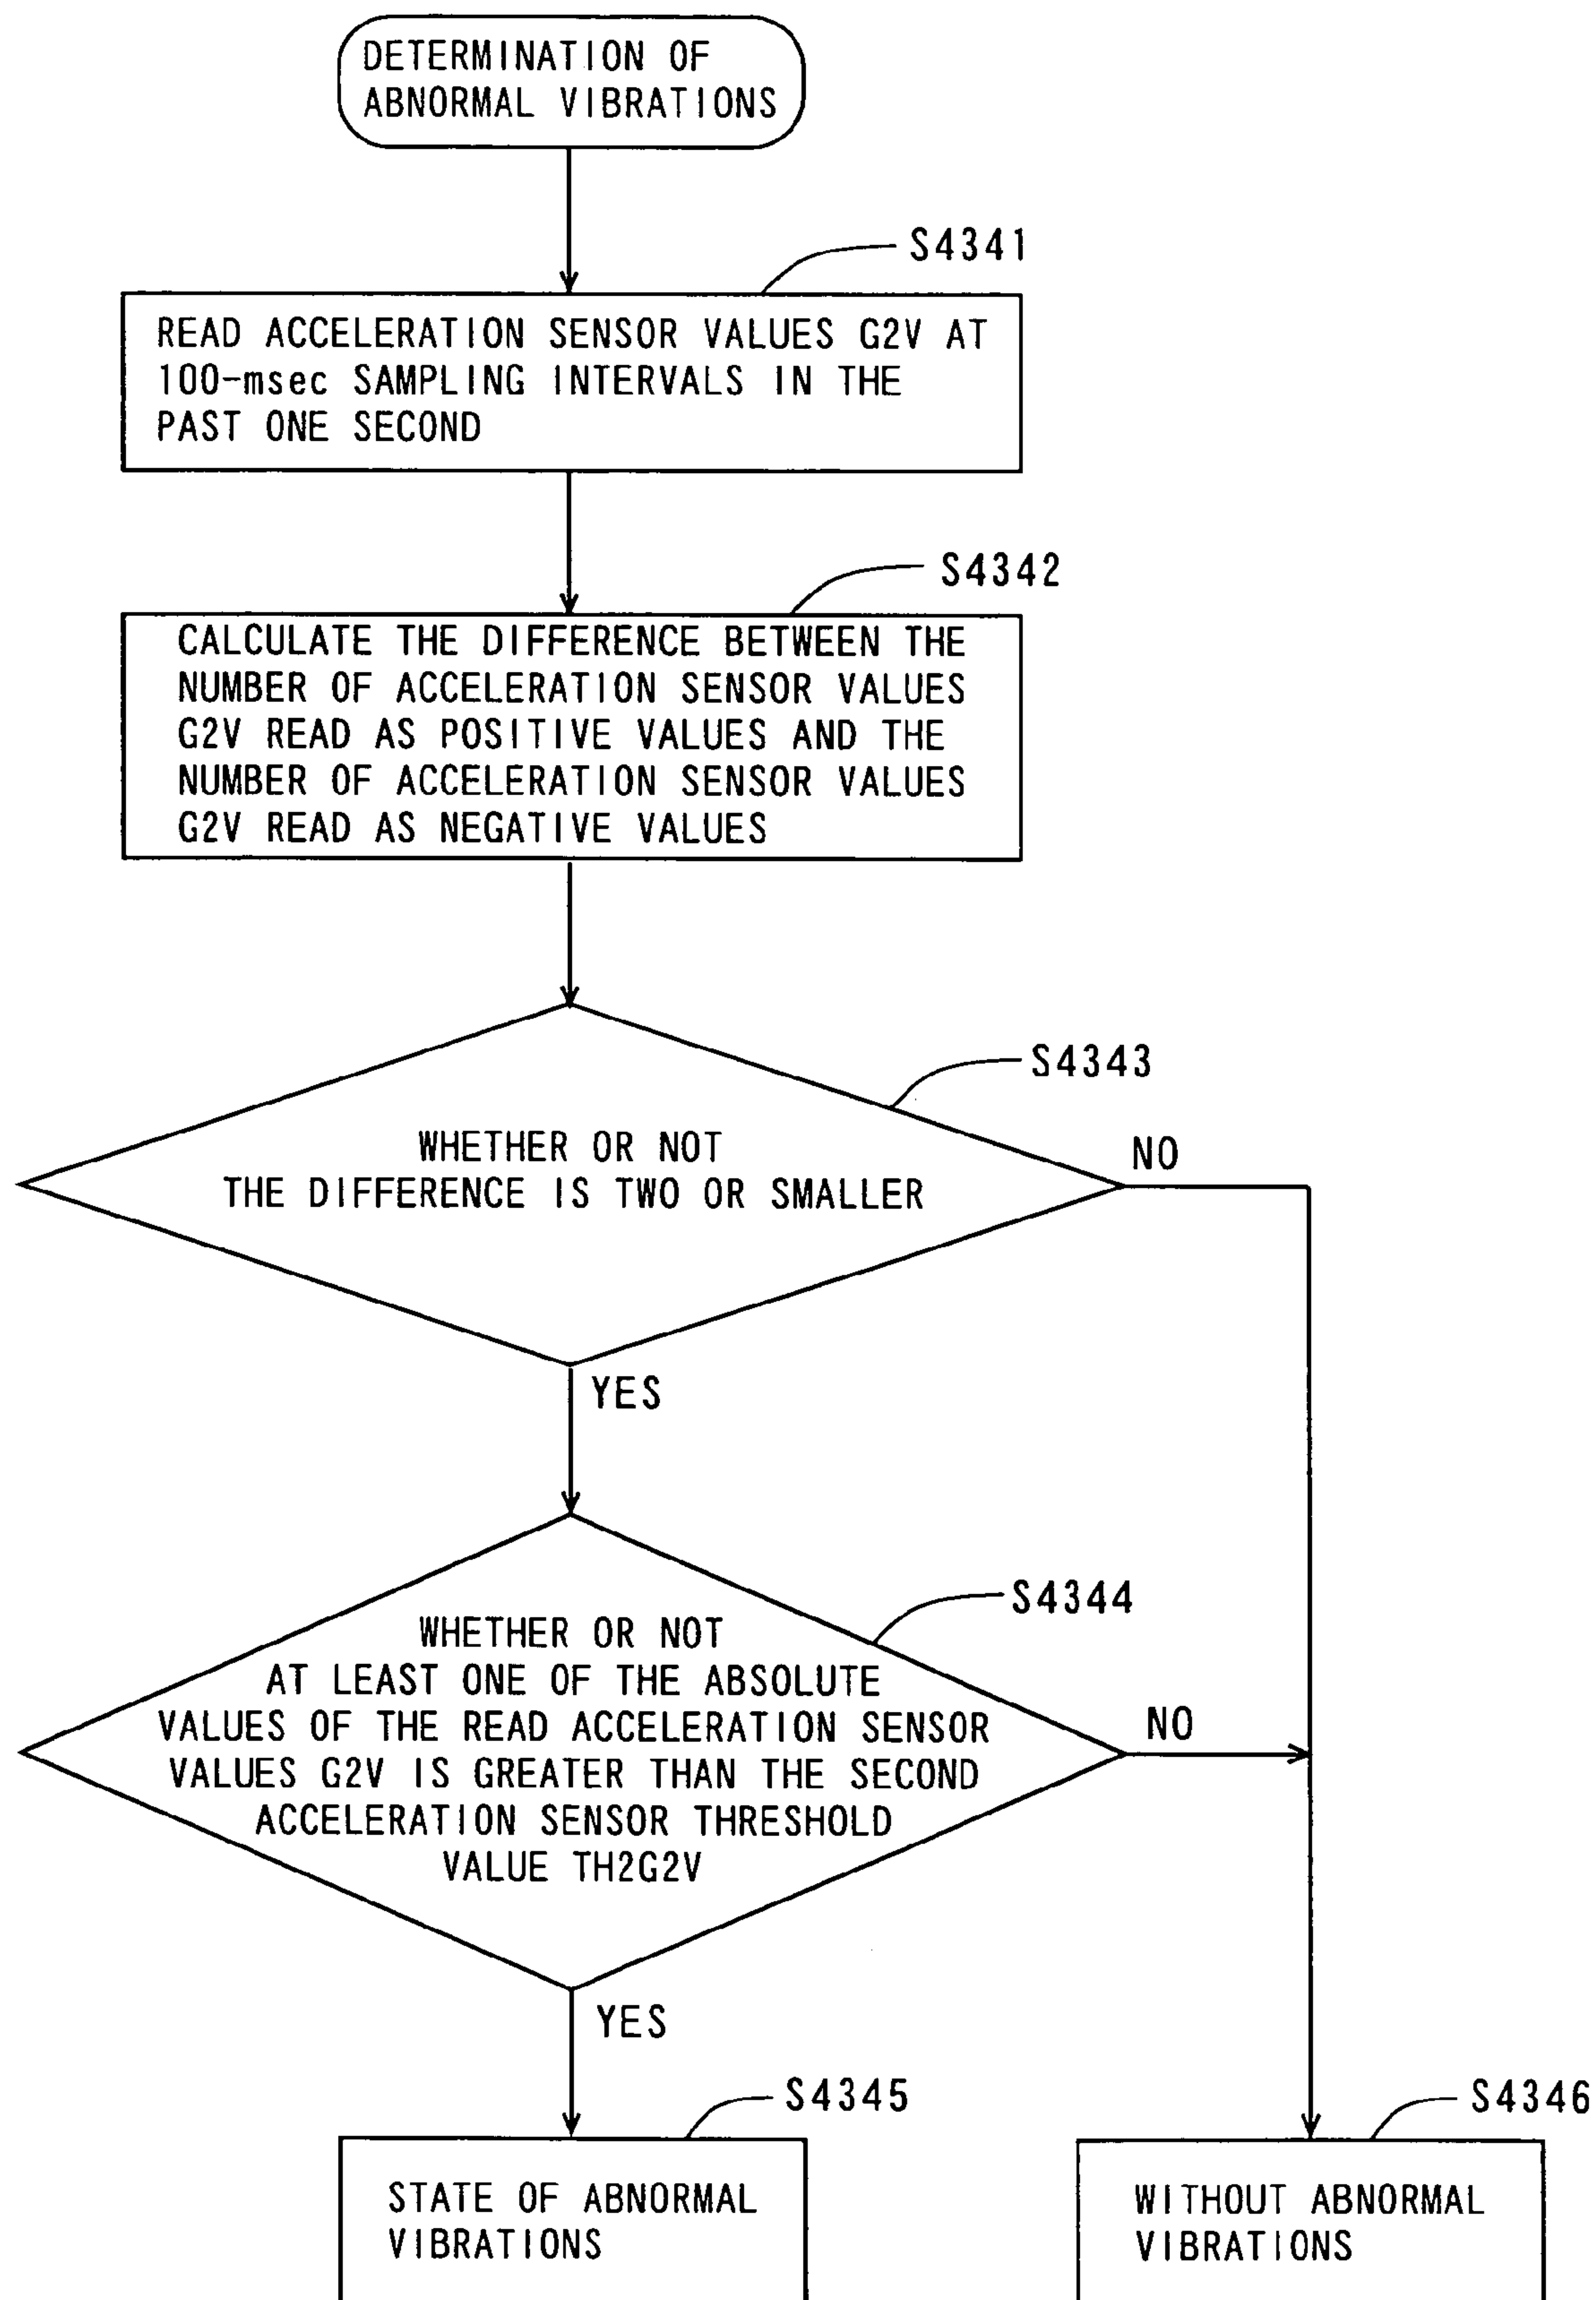 DETERMINATION OF
ABNORMAL VIBRATIONS
S4341
READ ACCELERATION SENSOR VALUES G2V AT
100-msec SAMPLING INTERVALS IN THE
PAST ONE SECOND
S4342
CALCULATE THE DIFFERENCE BETWEEN THE
NUMBER OF ACCELERATION SENSOR VALUES
G2V READ AS POSITIVE VALUES AND THE
NUMBER OF ACCELERATION SENSOR VALUES
G2V READ AS NEGATIVE VALUES
S4343
WHETHER OR NOT
THE DIFFERENCE IS TWO OR SMALLER
NO
YES
S4344
WHETHER OR NOT
AT LEAST ONE OF THE ABSOLUTE
VALUES OF THE READ ACCELERATION SENSOR
VALUES G2V IS GREATER THAN THE SECOND
ACCELERATION SENSOR THRESHOLD
VALUE TH2G2V
NO
YES
S4345
STATE OF ABNORMAL
VIBRATIONS
S4346
WITHOUT ABNORMAL
VIBRATIONS